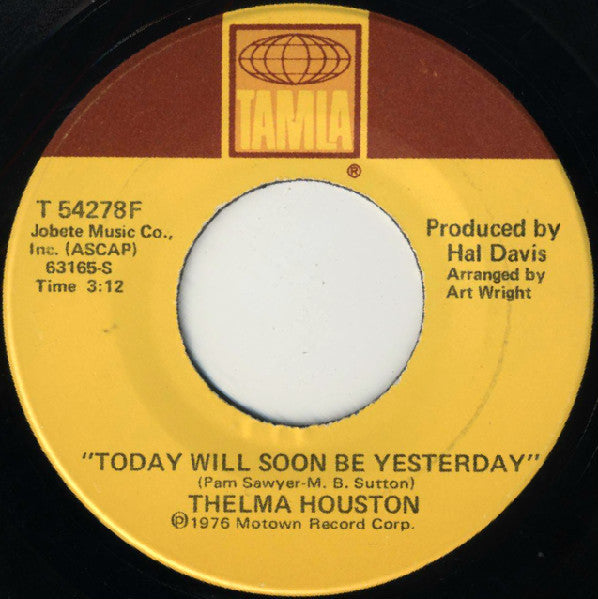 TAMLA
®
T 54278F
Jobete Music Co.,
Inc. (ASCAP)
63165-S
Time 3:12
Produced by
Hal Davis
Arranged by
Art Wright
"TODAY WILL SOON BE YESTERDAY"
(Pam Sawyer-M. B. Sutton)
THELMA HOUSTON
℗1976 Motown Record Corp.